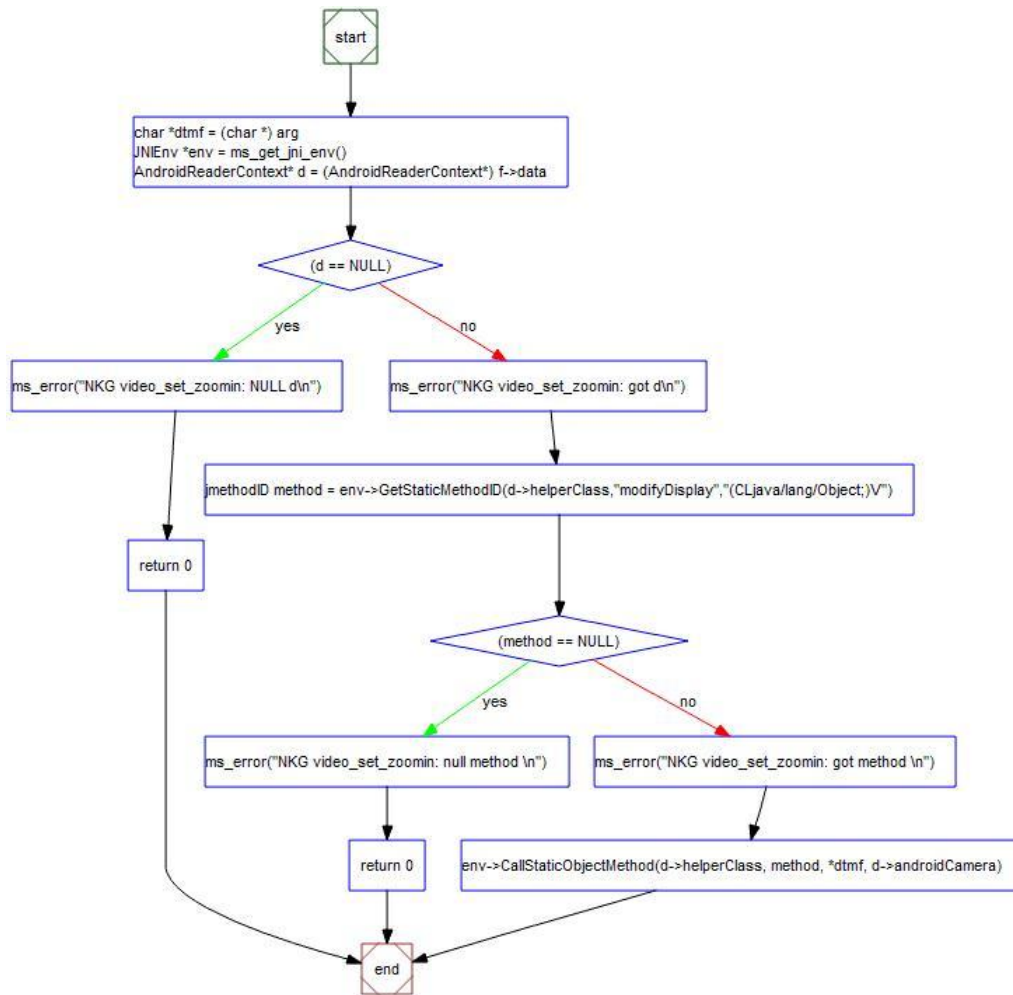 start
char *dtmf = (char *) arg
JNIEnv *env = ms_get_jni_env()
AndroidReaderContext* d = (AndroidReaderContext*) f->data
(d == NULL)
yes
no
ms_error("NKG video_set_zoomin: NULL d\n")
ms_error("NKG video_set_zoomin: got d\n")
jmethodID method = env->GetStaticMethodID(d->helperClass,"modifyDisplay","(CLjava/lang/Object;)V")
return 0
(method == NULL)
yes
no
ms_error("NKG video_set_zoomin: null method \n")
ms_error("NKG video_set_zoomin: got method \n")
return 0
env->CallStaticObjectMethod(d->helperClass, method, *dtmf, d->androidCamera)
end